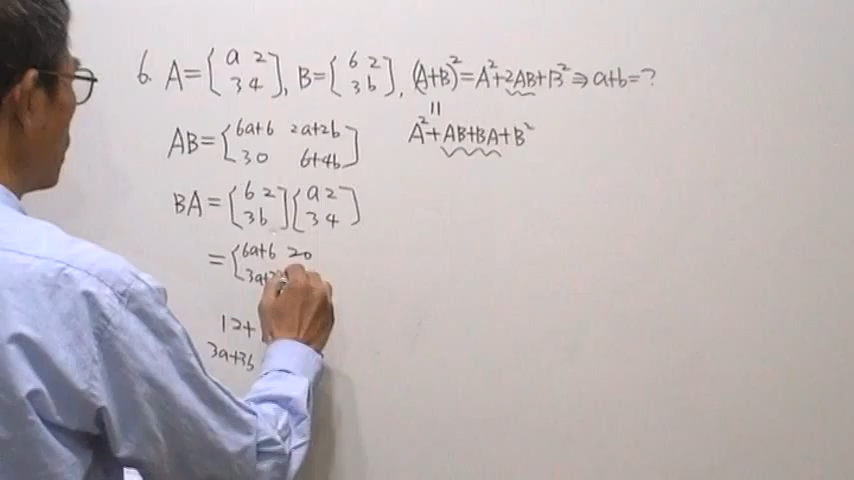 6. A=[a 2 3 4], B=[6 2 3 b], (A+B)²=A²+2AB+B² ⇒ a+b=?
=
A²+AB+BA+B²
AB=[6a+6 2a+2b 30 6+4b]
BA=[6 2 3 b][a 2 3 4]
=[6a+6 20
3a+3
12+
3a+3b